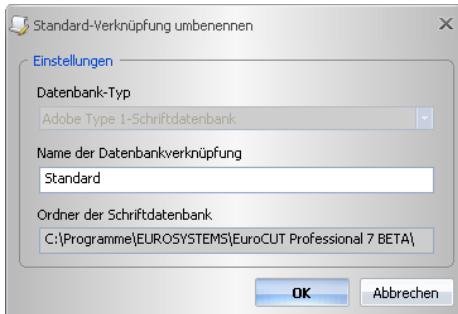 Standard-Verknüpfung umbenennen
Einstellungen
Datenbank-Typ
Adobe Type 1-Schriftdatenbank
Name der Datenbankverknüpfung
Standard
Ordner der Schriftdatenbank
C:\Programme\EUROSYSTEMS\EuroCUT Professional 7 BETA\
OK Abbrechen